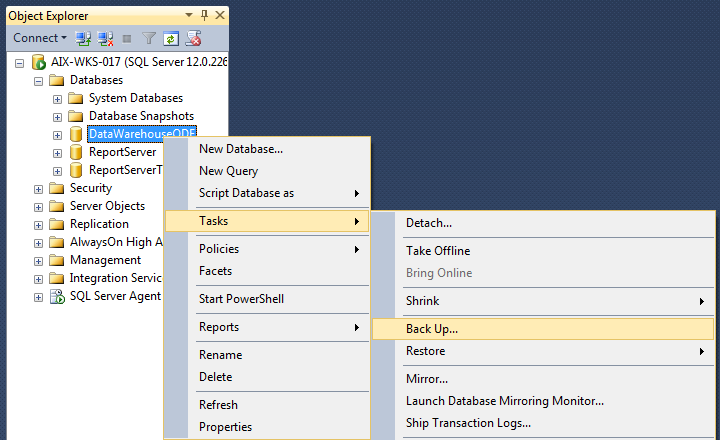 Object Explorer
Connect
AIX-WKS-017 (SQL Server 12.0.226
Databases
System Databases
Database Snapshots
DataWarehouseODE
ReportServer
ReportServerT
Security
Server Objects
Replication
AlwaysOn High A
Management
Integration Servic
SQL Server Agent
New Database...
New Query
Script Database as
Tasks
Policies
Facets
Start PowerShell
Reports
Rename
Delete
Refresh
Properties
Detach...
Take Offline
Bring Online
Shrink
Back Up...
Restore
Mirror...
Launch Database Mirroring Monitor...
Ship Transaction Logs...